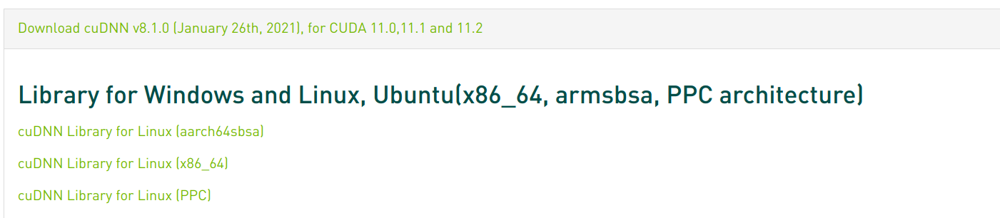 Download cuDNN v8.1.0 (January 26th, 2021), for CUDA 11.0,11.1 and 11.2
Library for Windows and Linux, Ubuntu(x86_64, armsbsa, PPC architecture)
cuDNN Library for Linux (aarch64sbsa)
cuDNN Library for Linux (x86_64)
cuDNN Library for Linux (PPC)